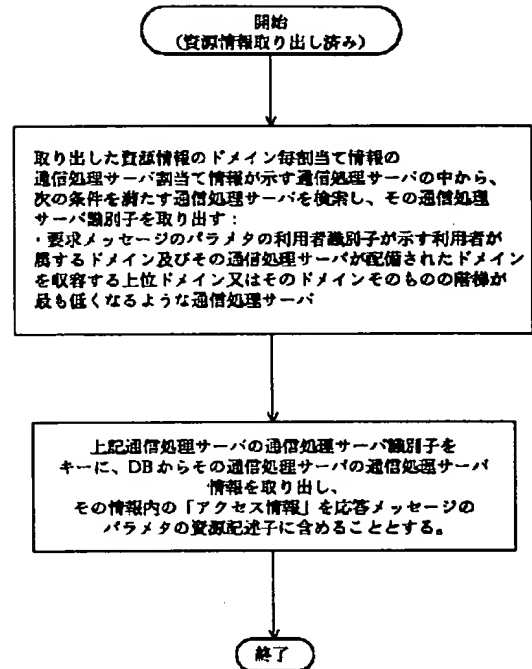 開始
(資源情報取り出し済み)
取り出した資源情報のドメイン毎割当て情報の
通信処理サーバ割当て情報が示す通信処理サーバの中から、
次の条件を満たす通信処理サーバを検索し、その通信処理
サーバ識別子を取り出す：
・要求メッセージのパラメタの利用者識別子が示す利用者が
属するドメイン及びその通信処理サーバが配備されたドメイン
を収容する上位ドメイン又はそのドメインそのものの階梯が
最も低くなるような通信処理サーバ
上記通信処理サーバの通信処理サーバ識別子を
キーに、DBからその通信処理サーバの通信処理サーバ
情報を取り出し、
その情報内の「アクセス情報」を応答メッセージの
パラメタの資源記述子に含めることとする。
終了